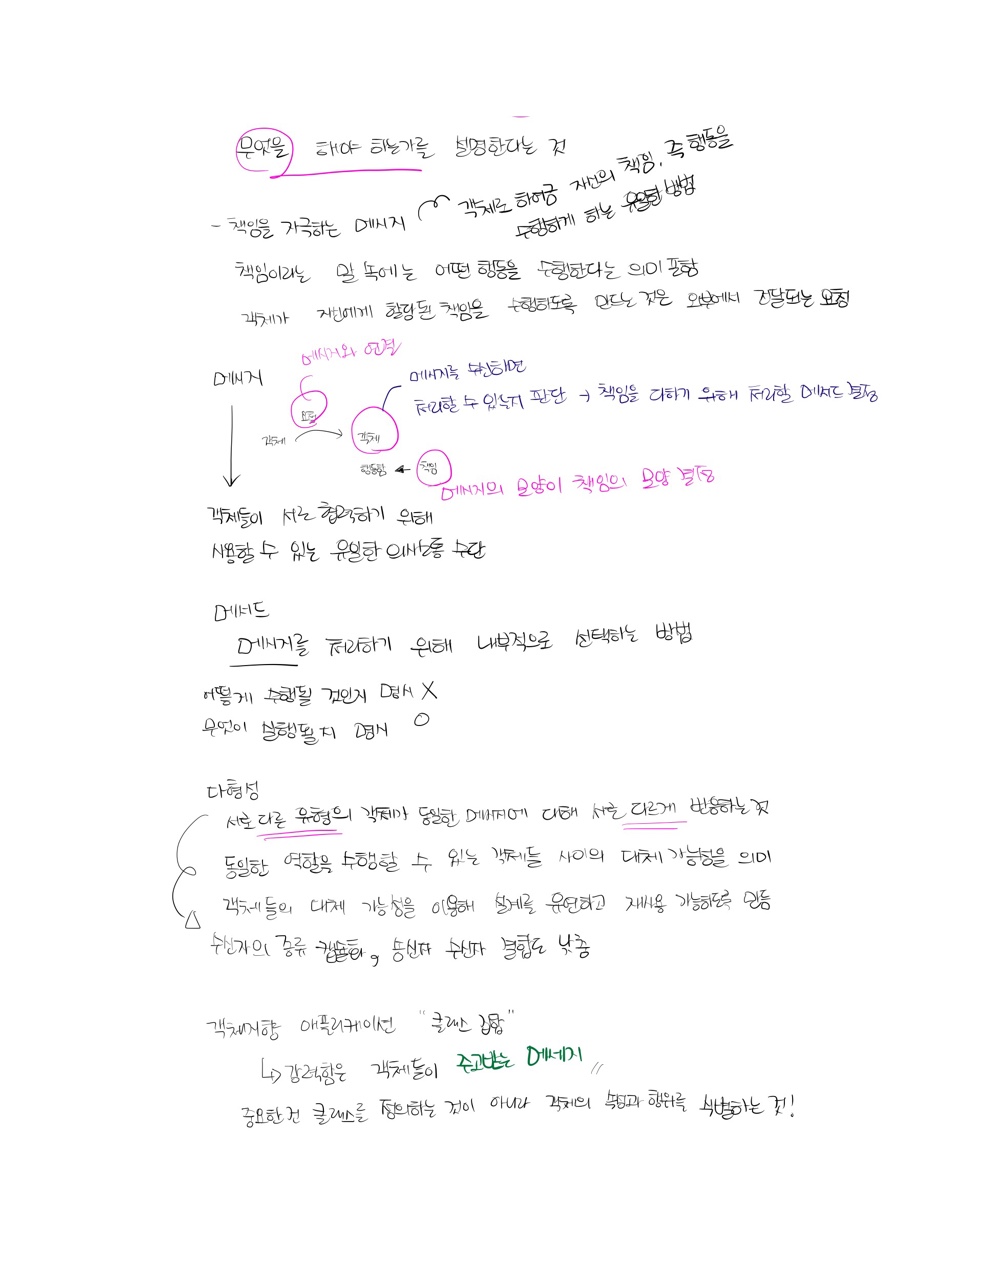 무엇을 해야 하는가를 설명한다는 것
- 책임을 자극하는 메시지
객체로 하여금 자신의 책임, 즉 행동을
수행하게 하는 유일한 방법
책임이라는 말 속에는 어떤 행동을 수행한다는 의미 포함
객체가 자신에게 할당된 책임을 수행하도록 만드는 것은 외부에서 전달되는 요청
메시지와 연결
메시지
메시지를 수신하면
처리할 수 있는지 판단 → 책임을 다하기 위해 처리할 메서드 결정
요청
객체
객체
행동함 ← 책임
메시지의 모양이 책임의 모양 결정
객체들이 서로 협력하기 위해
사용할 수 있는 유일한 의사소통 수단
메서드
메시지를 처리하기 위해 내부적으로 선택하는 방법
어떻게 수행될 것인지 명시 X
무엇이 실행될지 명시 O
다형성
서로 다른 유형의 객체가 동일한 메시지에 대해 서로 다르게 반응하는 것
동일한 역할을 수행할 수 있는 객체들 사이의 대체 가능성을 의미
객체들의 대체 가능성을 이용해 설계를 유연하고 재사용 가능하도록 만듬
수신자의 종류 캡슐화, 송신자 수신자 결합도 낮춤
객체지향 애플리케이션 "클래스 집합"
↳ 강력함은 객체들이 주고받는 메세지 "
중요한건 클래스를 정의하는 것이 아니라 객체의 속성과 행위를 식별하는 것!